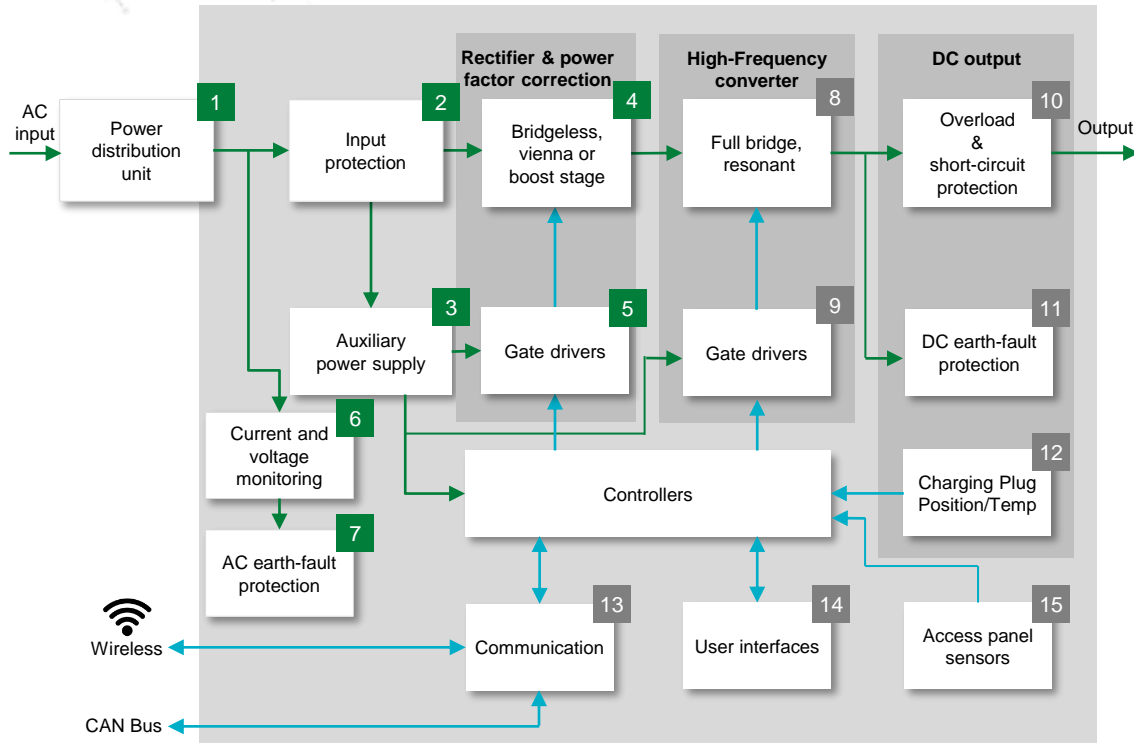 Rectifier & power
factor correction
High-Frequency
converter
DC output
1
2
4
8
10
AC
input
Power
distribution
unit
Input
protection
Bridgeless,
vienna or
boost stage
Full bridge,
resonant
Overload
&
short-circuit
protection
Output
3
5
9
11
Auxiliary
power supply
Gate drivers
Gate drivers
DC earth-fault
protection
6
Current and
voltage
monitoring
12
Controllers
Charging Plug
Position/Temp
7
AC earth-fault
protection
13
14
15
Wireless
Communication
User interfaces
Access panel
sensors
CAN Bus